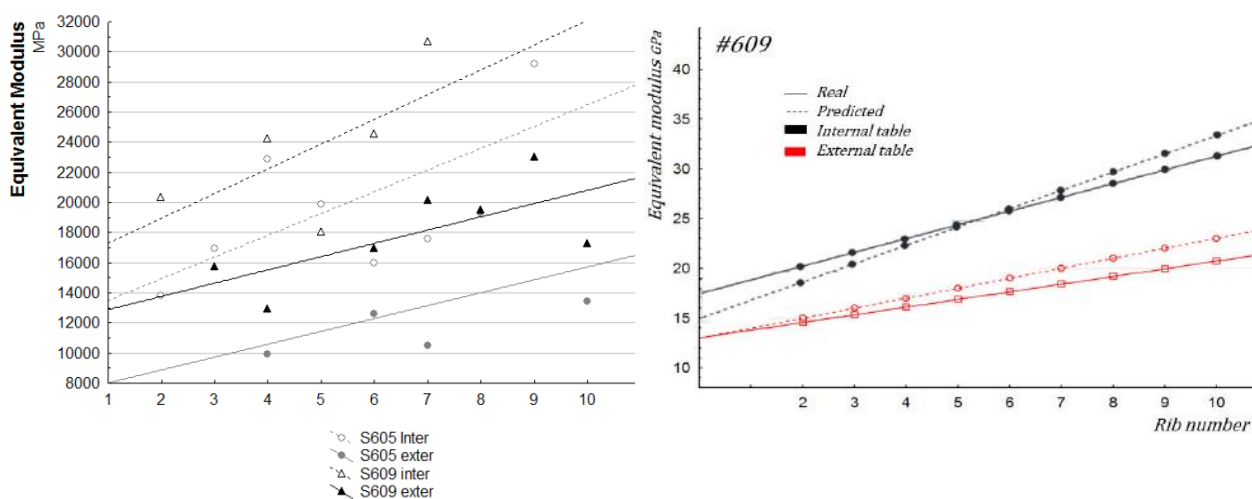 Equivalent Modulus
MPa
32000
30000
28000
26000
24000
22000
20000
18000
16000
14000
12000
10000
8000
1 2 3 4 5 6 7 8 9 10
S605 Inter
S605 exter
S609 inter
S609 exter
#609
Equivalent modulus GPa
40
35
30
25
20
15
10
Real
Predicted
Internal table
External table
2 3 4 5 6 7 8 9 10
Rib number